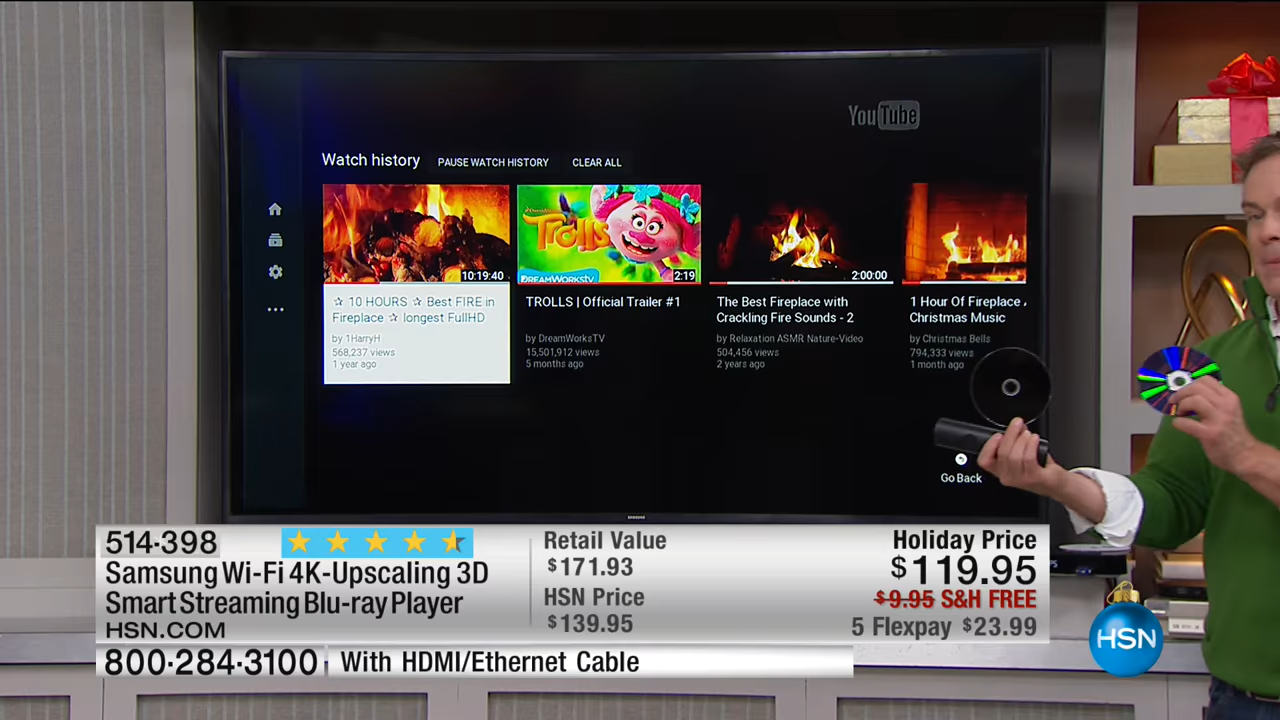 YouTube
Watch history PAUSE WATCH HISTORY CLEAR ALL
10:19:40
☆ 10 HOURS ☆ Best FIRE in
Fireplace ☆ longest FullHD
by 1HarryH
568,237 views
1 year ago
Trolls
DREAMWORKSTV
2:19
TROLLS | Official Trailer #1
by DreamWorksTV
15,501,912 views
5 months ago
2:00:00
The Best Fireplace with
Crackling Fire Sounds - 2
by Relaxation ASMR Nature-Video
504,456 views
2 years ago
1 Hour Of Fireplace
Christmas Music
by Christmas Bells
794,333 views
1 month ago
Go Back
SAMSUNG
514-398
Samsung Wi-Fi 4K-Upscaling 3D
Smart Streaming Blu-ray Player
HSN.COM
Retail Value
$171.93
HSN Price
$139.95
Holiday Price
$119.95
$9.95 S&H FREE
5 Flexpay $23.99
HSN
800·284·3100 With HDMI/Ethernet Cable